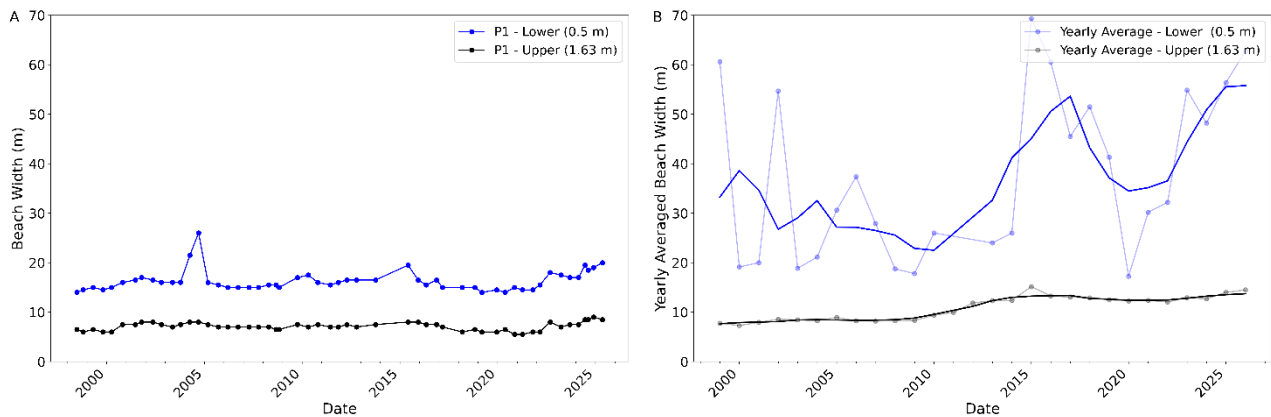 A
70
60
50
40
30
20
10
0
Beach Width (m)
P1 - Lower (0.5 m)
P1 - Upper (1.63 m)
2000
2005
2010
2015
2020
2025
Date
B
70
60
50
40
30
20
10
0
Yearly Averaged Beach Width (m)
Yearly Average - Lower  (0.5 m)
Yearly Average - Upper (1.63 m)
2000
2005
2010
2015
2020
2025
Date